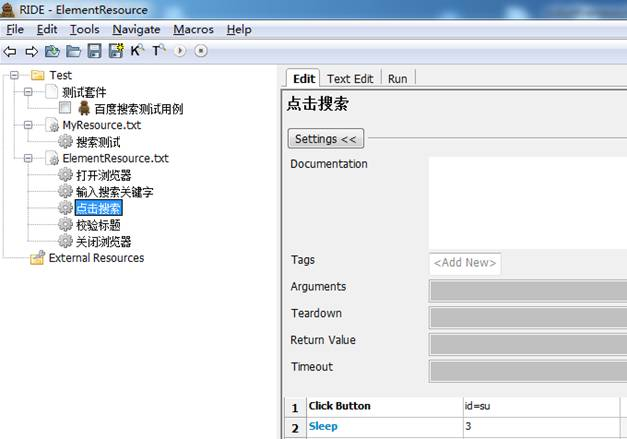 RIDE - ElementResource
File Edit Tools Navigate Macros Help
K T
Test
测试套件
百度搜索测试用例
MyResource.txt
搜索测试
ElementResource.txt
打开浏览器
输入搜索关键字
点击搜索
校验标题
关闭浏览器
External Resources
Edit Text Edit Run
点击搜索
Settings <<
Documentation
Tags <Add New>
Arguments
Teardown
Return Value
Timeout
1 Click Button id=su
2 Sleep 3